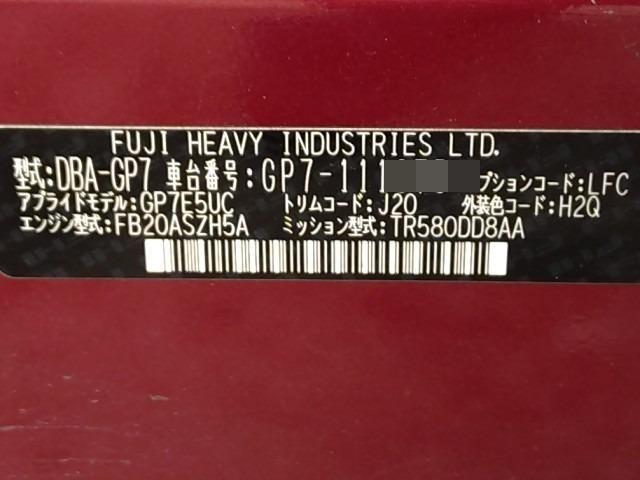 FUJI HEAVY INDUSTRIES LTD.
型式:DBA-GP7 車台番号:GP7-111 プションコード:LFC
アプライドモデル:GP7E5UC トリムコード:J20 外装色コード:H2Q
エンジン型式:FB20ASZH5A ミッション型式:TR580DD8AA